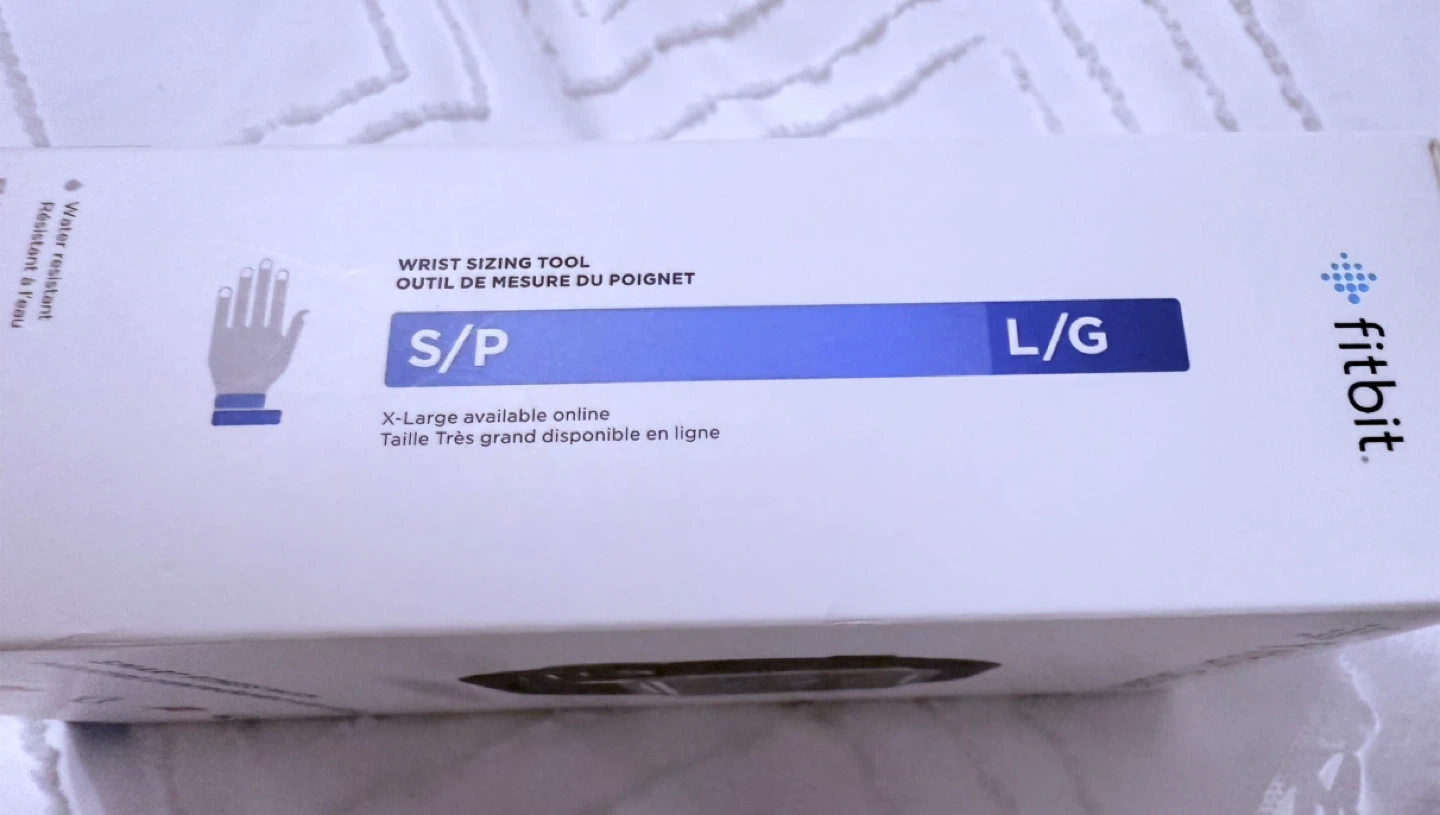 Water resistant
Résistant à l'eau
WRIST SIZING TOOL
OUTIL DE MESURE DU POIGNET
S/P
L/G
X-Large available online
Taille Très grand disponible en ligne
fitbit